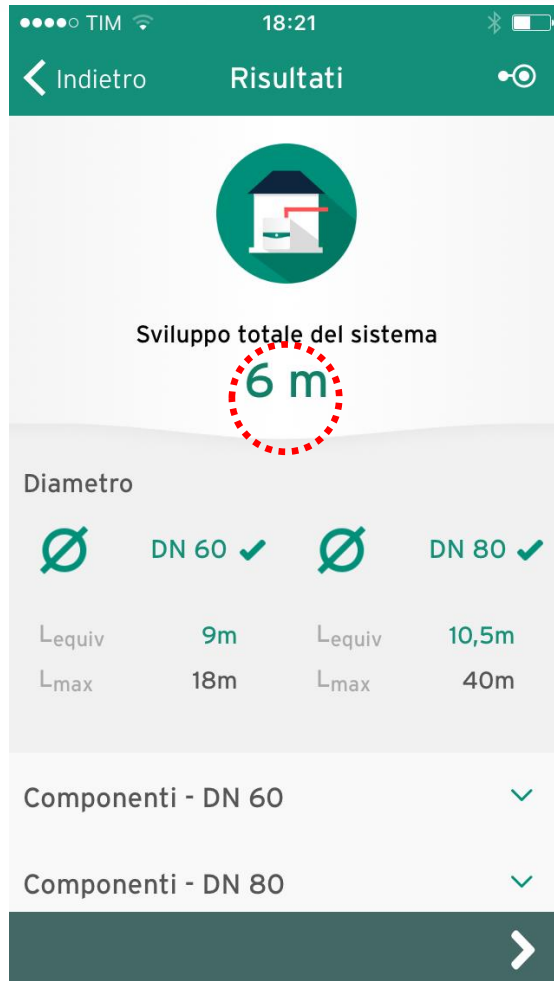 TIM 18:21
Indietro Risultati
Sviluppo totale del sistema
6 m
Diametro
DN 60 DN 80
Lequiv 9m Lequiv 10,5m
Lmax 18m Lmax 40m
Componenti - DN 60
Componenti - DN 80